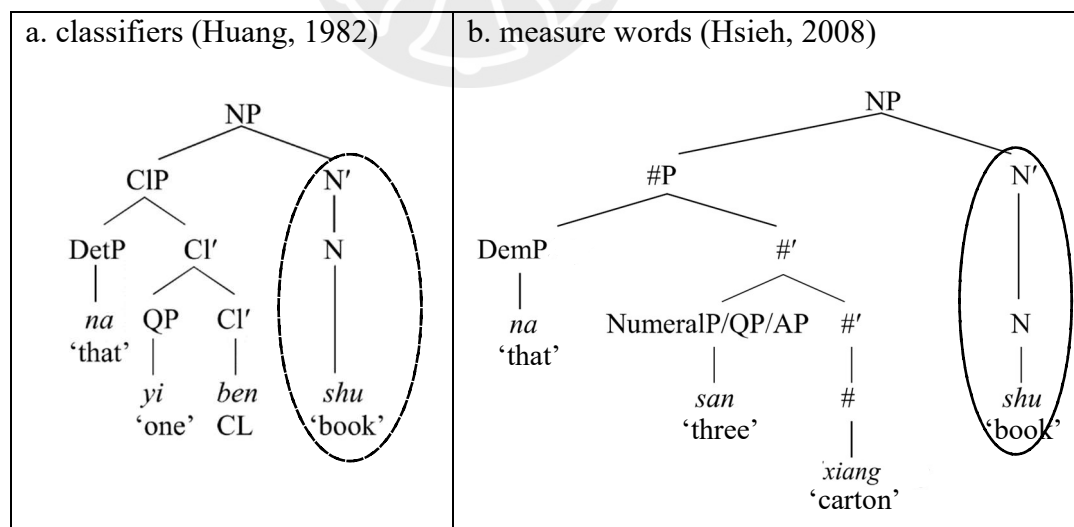 a. classifiers (Huang, 1982)
NP
ClP N′
DetP Cl′ N
na QP Cl′
‘that’
yi ben shu
‘one’ CL ‘book’
b. measure words (Hsieh, 2008)
NP
#P N′
DemP #′
na NumeralP/QP/AP #′ N
‘that’
san # shu
‘three’ ‘book’
xiang
‘carton’